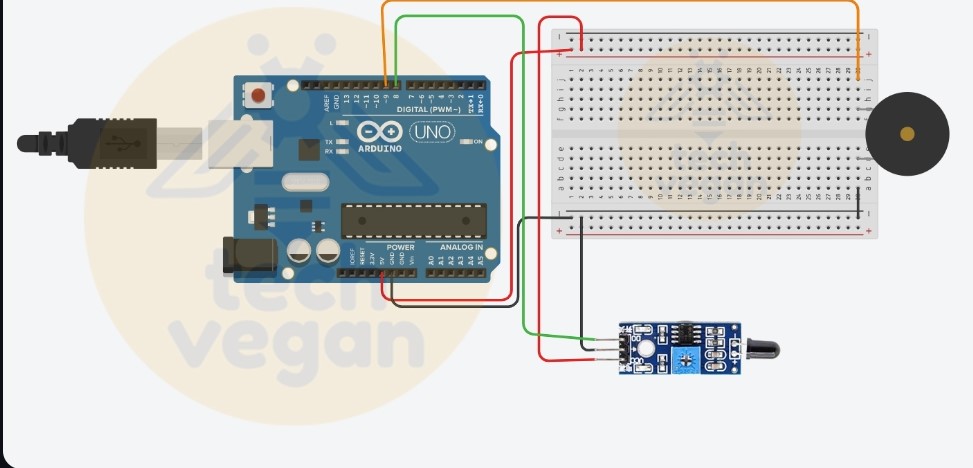 AREF
GND
13
12
~11
~10
~9
8
7
~6
~5
4
~3
2
TX→1
RX←0
DIGITAL (PWM~)
L
TX
RX
ARDUINO
UNO
ON
POWER
ANALOG IN
IOREF
RESET
3.3V
5V
GND
GND
Vin
A0
A1
A2
A3
A4
A5
tech
vegan
tech